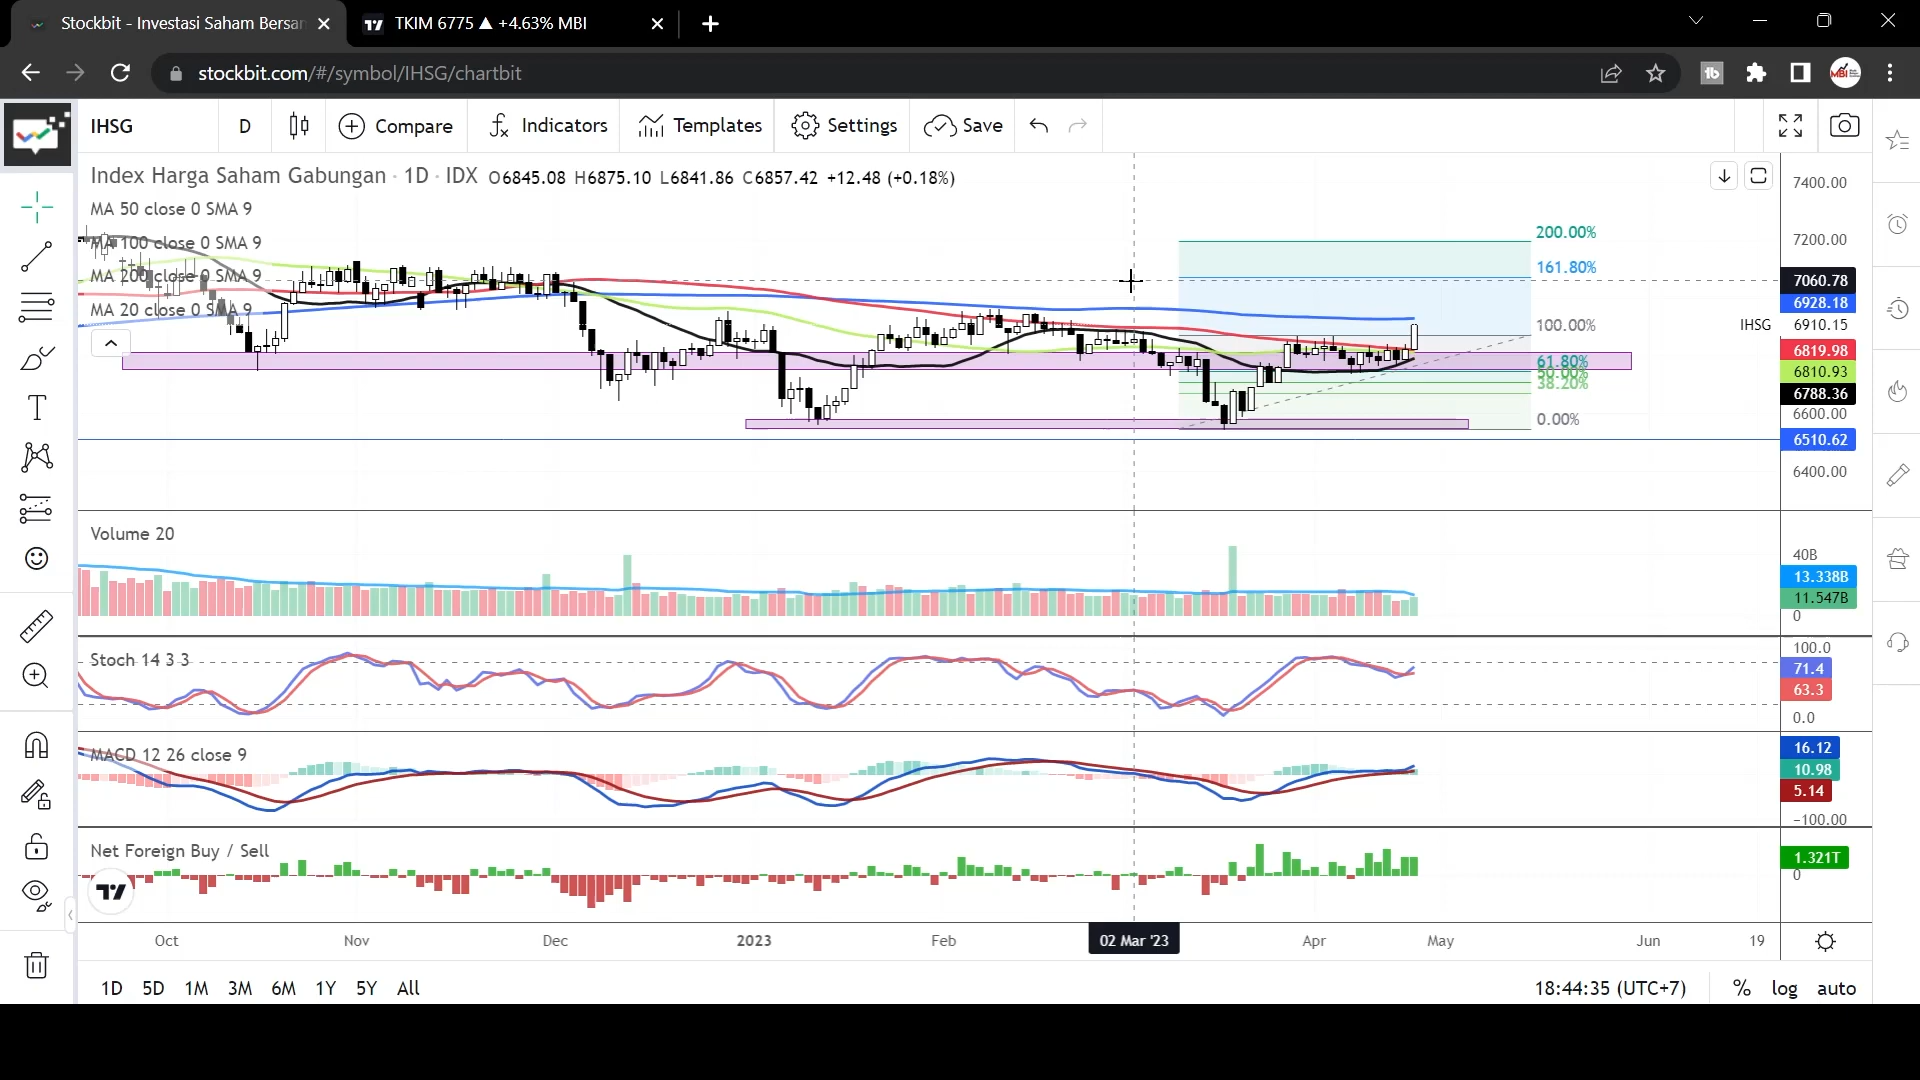 Stockbit - Investasi Saham Bersar
TKIM 6775 ▲ +4.63% MBI
stockbit.com/#/symbol/IHSG/chartbit
IHSG
D
Compare
Indicators
Templates
Settings
Save
Index Harga Saham Gabungan · 1D · IDX O6845.08 H6875.10 L6841.86 C6857.42 +12.48 (+0.18%)
MA 50 close 0 SMA 9
MA 100 close 0 SMA 9
MA 200 close 0 SMA 9
MA 20 close 0 SMA 9
200.00%
161.80%
100.00%
61.80%
50.00%
38.20%
0.00%
7400.00
7200.00
7060.78
6928.18
IHSG 6910.15
6819.98
6810.93
6788.36
6600.00
6510.62
6400.00
Volume 20
40B
13.338B
11.547B
0
Stoch 14 3 3
100.0
71.4
63.3
0.0
MACD 12 26 close 9
16.12
10.98
5.14
−100.00
Net Foreign Buy / Sell
1.321T
0
Oct
Nov
Dec
2023
Feb
02 Mar '23
Apr
May
Jun
19
1D 5D 1M 3M 6M 1Y 5Y All
18:44:35 (UTC+7)
% log auto